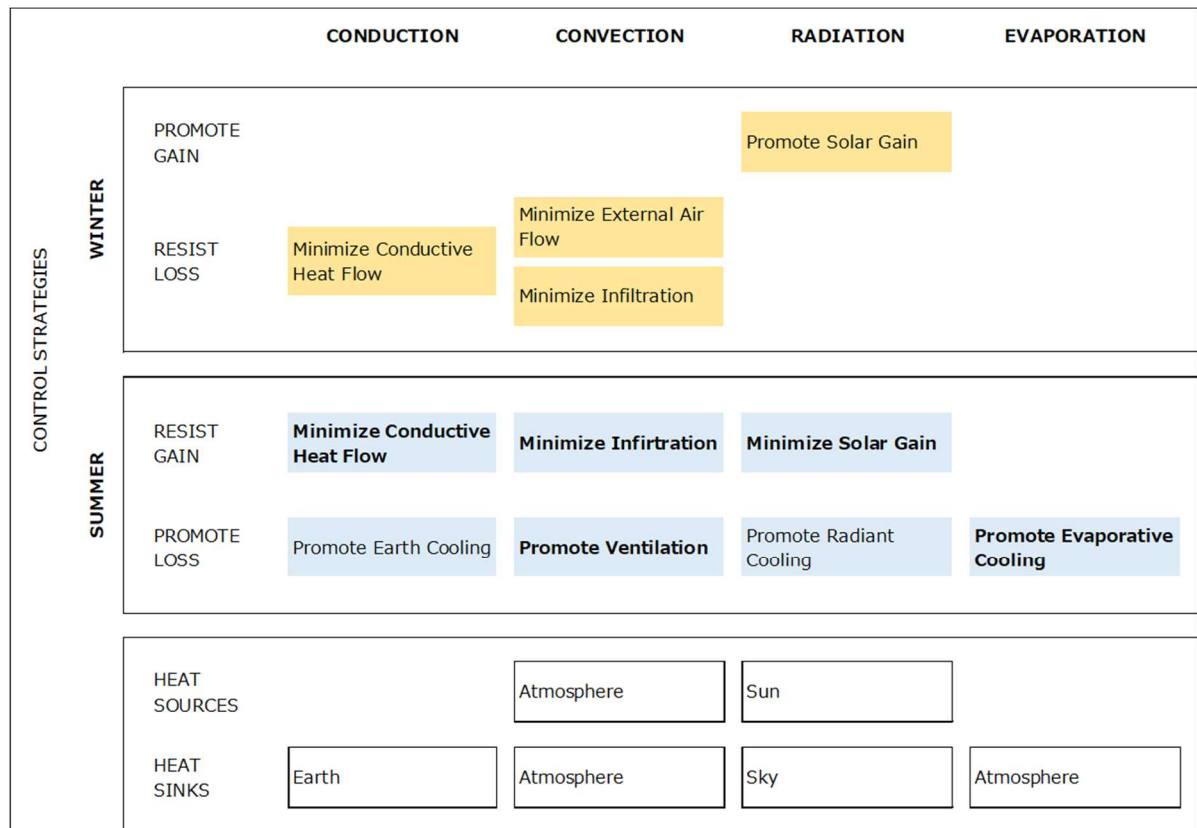 CONDUCTION CONVECTION RADIATION EVAPORATION
CONTROL STRATEGIES
WINTER
PROMOTE
GAIN
Promote Solar Gain
RESIST
LOSS
Minimize Conductive
Heat Flow
Minimize External Air
Flow
Minimize Infiltration
SUMMER
RESIST
GAIN
Minimize Conductive
Heat Flow
Minimize Infirtration
Minimize Solar Gain
PROMOTE
LOSS
Promote Earth Cooling
Promote Ventilation
Promote Radiant
Cooling
Promote Evaporative
Cooling
HEAT
SOURCES
Atmosphere
Sun
HEAT
SINKS
Earth
Atmosphere
Sky
Atmosphere